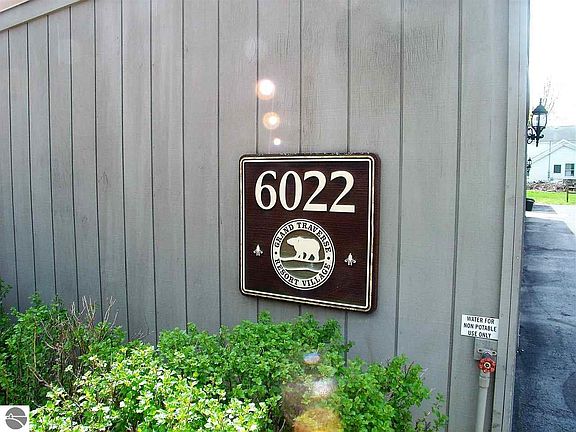 6022
GRAND TRAVERSE
RESORT VILLAGE
WATER FOR
NON POTABLE
USE ONLY